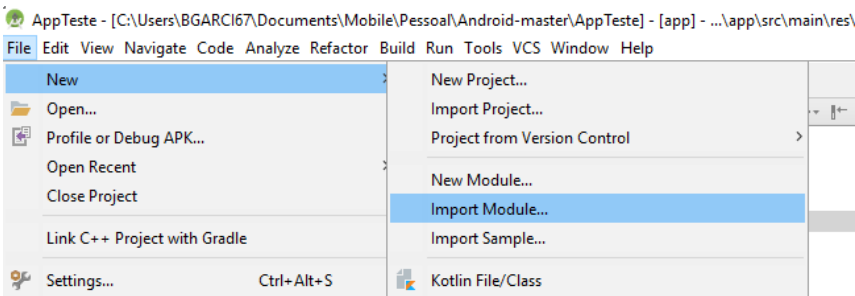 AppTeste - [C:\Users\BGARCI67\Documents\Mobile\Pessoal\Android-master\AppTeste] - [app] - ...\app\src\main\res\
File Edit View Navigate Code Analyze Refactor Build Run Tools VCS Window Help
New
Open...
Profile or Debug APK...
Open Recent
Close Project
Link C++ Project with Gradle
Settings... Ctrl+Alt+S
New Project...
Import Project...
Project from Version Control
New Module...
Import Module...
Import Sample...
Kotlin File/Class